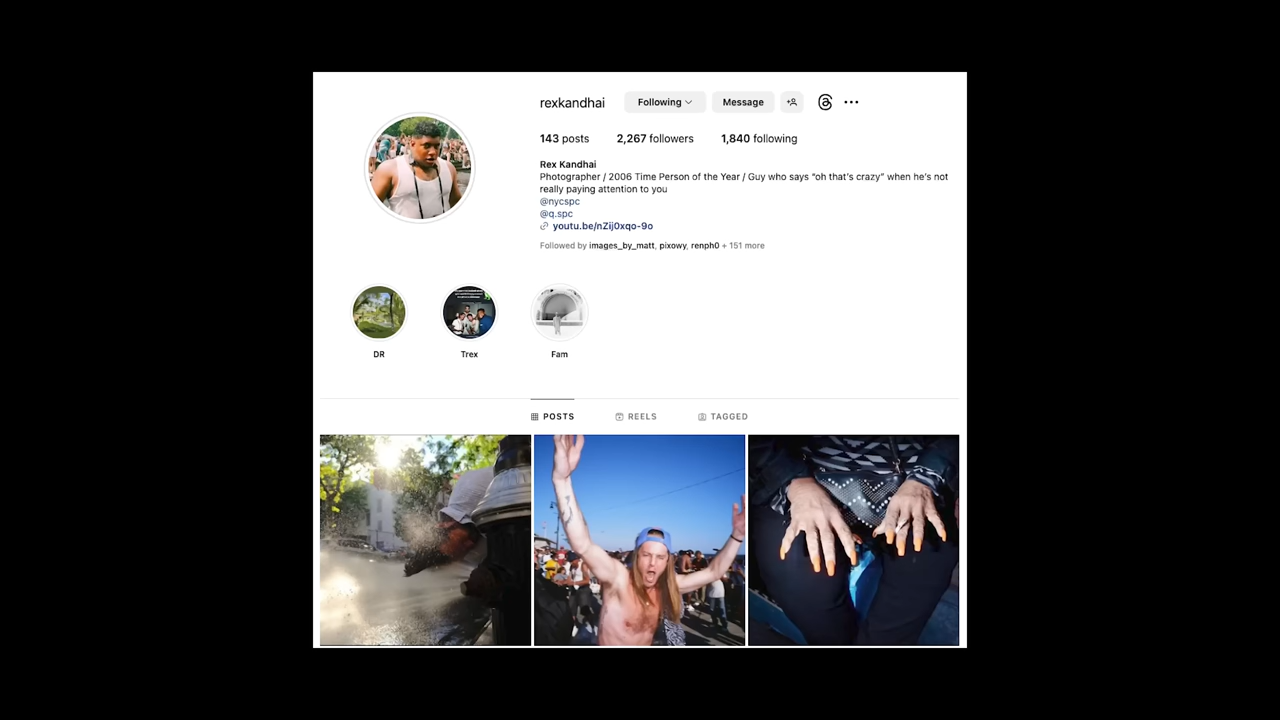 rexkandhai Following Message
143 posts 2,267 followers 1,840 following
Rex Kandhai
Photographer / 2006 Time Person of the Year / Guy who says “oh that's crazy” when he's not
really paying attention to you
@nycspc
@q.spc
youtu.be/nZij0xqo-9o
Followed by images_by_matt, pixowy, renph0 + 151 more
DR Trex Fam
POSTS REELS TAGGED